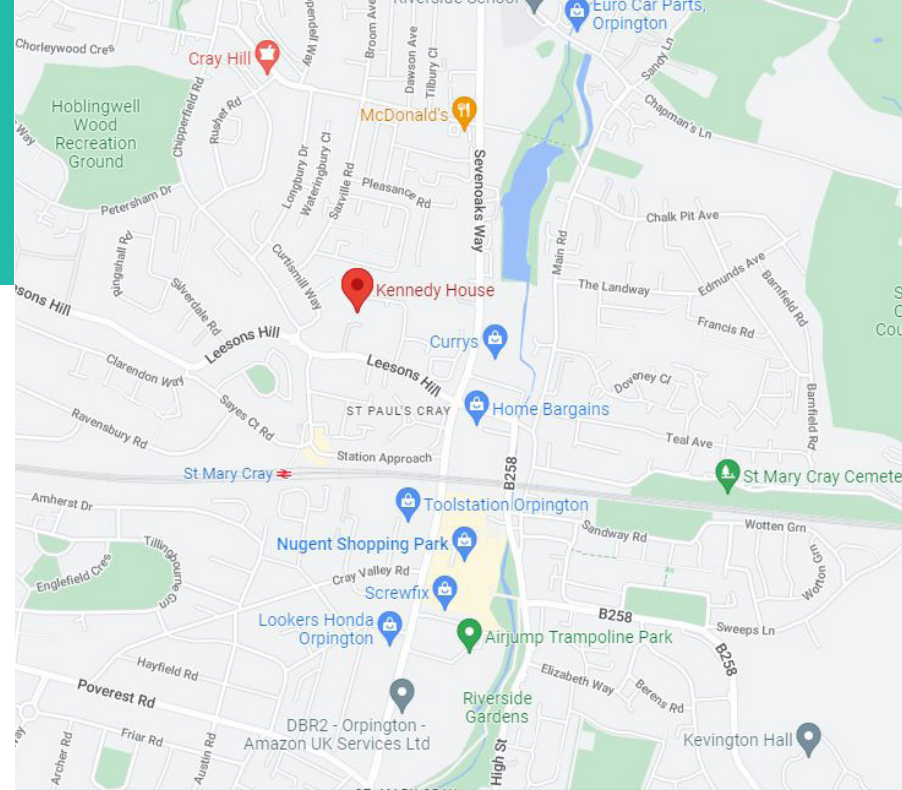 Riverside School
Euro Car Parts,
Orpington
Chorleywood Cres
Cray Hill
Broom Ave
Dawson Ave
Tilbury Cl
Sandy Ln
Hoblingwell
Wood
Recreation
Ground
Way
Chipperfield Rd
Rushet Rd
McDonald's
Chapman's Ln
Longbury Dr
Wateringbury Cl
Saxville Rd
Pleasance Rd
Sevenoaks Way
Petersham Dr
Chalk Pit Ave
Ringshall Rd
Curtismill Way
Main Rd
Edmunds Ave
Barnfield Rd
Silverdale Rd
Kennedy House
The Landway
Francis Rd
Leesons Hill
Currys
Clarendon Way
Leesons Hill
Doveney Cl
Sayes Ct Rd
ST PAUL'S CRAY
Home Bargains
Barnfield Rd
Ravensbury Rd
Teal Ave
Station Approach
St Mary Cray
B258
St Mary Cray Cemete
Amherst Dr
Toolstation Orpington
Sandway Rd
Wotten Grn
Tillingbourne Grn
Nugent Shopping Park
Wotton Grn
Englefield Cres
Cray Valley Rd
Screwfix
B258
Lookers Honda
Orpington
Sweeps Ln
Airjump Trampoline Park
B258
Hayfield Rd
Elizabeth Way
Poverest Rd
Riverside
Gardens
Berens Rd
DBR2 - Orpington -
Amazon UK Services Ltd
Kevington Hall
Friar Rd
Archer Rd
Austin Rd
High St